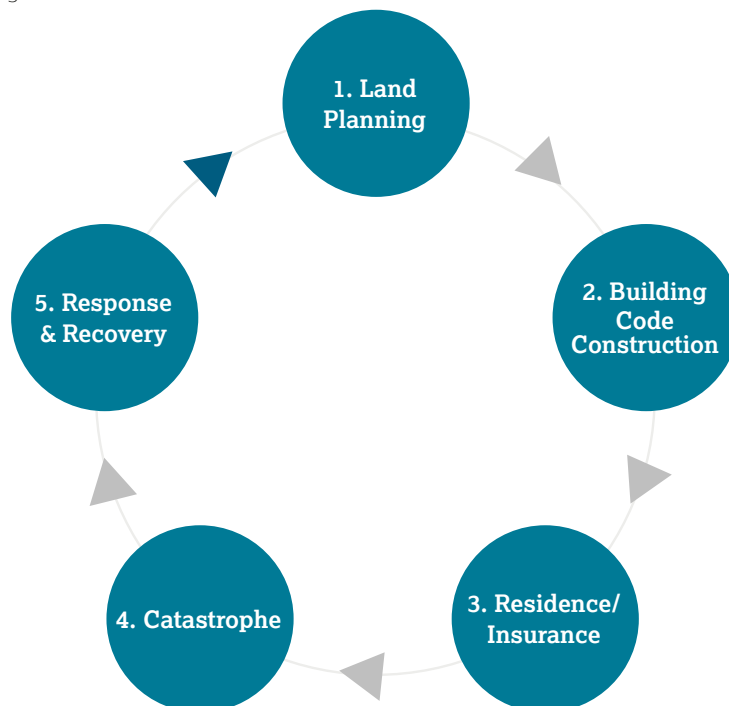 1. Land
Planning
2. Building
Code
Construction
3. Residence/
Insurance
4. Catastrophe
5. Response
& Recovery